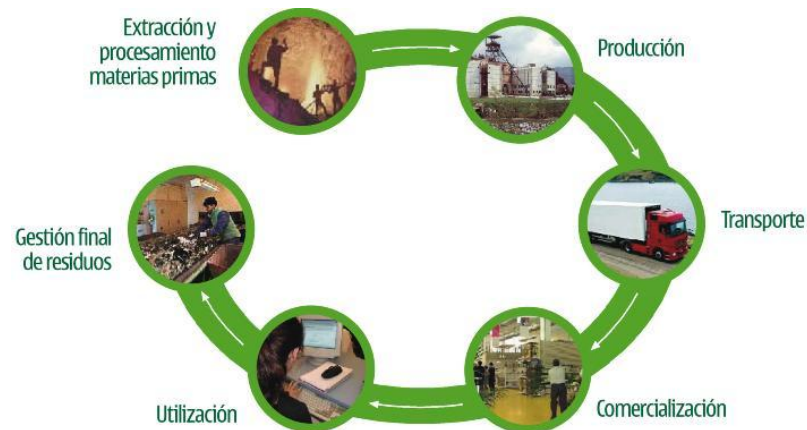 Extracción y
procesamiento
materias primas
Producción
Transporte
Comercialización
Utilización
Gestión final
de residuos